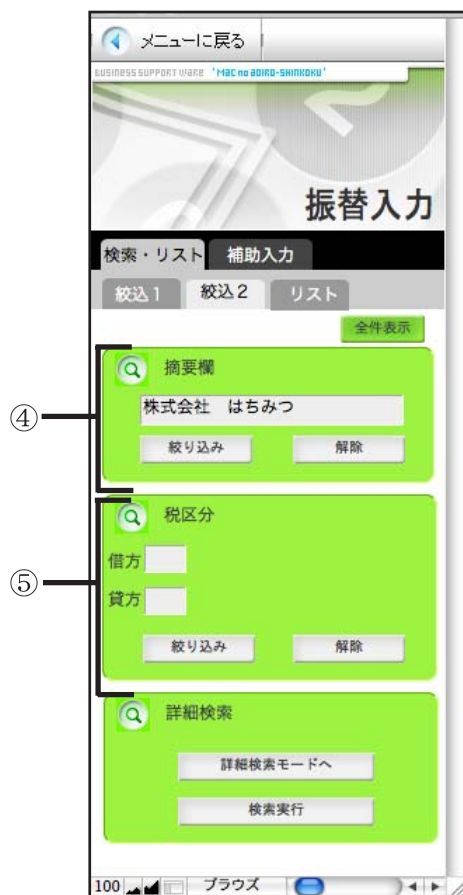 メニューに戻る
BUSINESS SUPPORT WARE 「Mac no AOIRO-SHINKOKU」
振替入力
検索・リスト 補助入力
絞込1 絞込2 リスト
全件表示
④
摘要欄
株式会社　はちみつ
絞り込み 解除
⑤
税区分
借方
貸方
絞り込み 解除
詳細検索
詳細検索モードへ
検索実行
100 ブラウズ